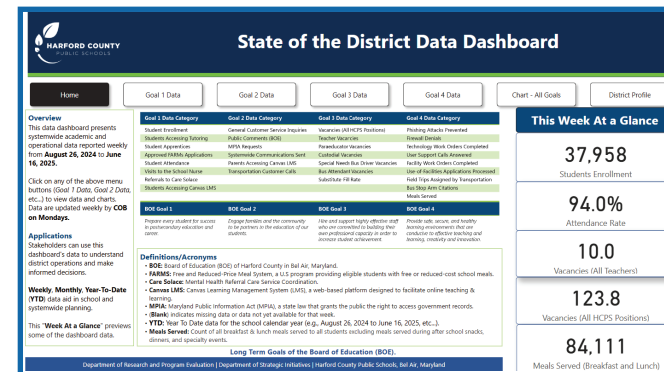 HARFORD COUNTY
PUBLIC SCHOOLS
State of the District Data Dashboard
Home
Goal 1 Data
Goal 2 Data
Goal 3 Data
Goal 4 Data
Chart - All Goals
District Profile
Overview
This data dashboard presents
systemwide academic and
operational data reported weekly
from August 26, 2024 to June
16, 2025.
Click on any of the above menu
buttons (Goal 1 Data, Goal 2 Data,
etc...) to view data and charts.
Data are updated weekly by COB
on Mondays.
Applications
Stakeholders can use this
dashboard's data to understand
district operations and make
informed decisions.
Weekly, Monthly, Year-To-Date
(YTD) data aid in school and
systemwide planning.
This "Week At a Glance" previews
some of the dashboard data.
Goal 1 Data Category Goal 2 Data Category Goal 3 Data Category Goal 4 Data Category
Student Enrollment General Customer Service Inquiries Vacancies (All HCPS Positions) Phishing Attacks Prevented
Students Accessing Tutoring Public Comments (BOE) Teacher Vacancies Firewall Denials
Student Apprentices MPIA Requests Paraeducator Vacancies Technology Work Orders Completed
Approved FARMs Applications Systemwide Communications Sent Custodial Vacancies User Support Calls Answered
Student Attendance Parents Accessing Canvas LMS Special Needs Bus Driver Vacancies Facility Work Orders Completed
Visits to the School Nurse Transportation Customer Calls Bus Attendant Vacancies Use of Facilities Applications Processed
Referrals to Care Solace Substitute Fill Rate Field Trips Assigned by Transportation
Students Accessing Canvas LMS Bus Stop Arm Citations
Meals Served
BOE Goal 1 BOE Goal 2 BOE Goal 3 BOE Goal 4
Prepare every student for success Engage families and the community Hire and support highly effective staff Provide safe, secure, and healthy
in postsecondary education and to be partners in the education of our who are committed to building their learning environments that are
career. students. own professional capacity in order to conducive to effective teaching and
increase student achievement. learning, creativity and innovation.
Definitions/Acronyms
• BOE: Board of Education (BOE) of Harford County in Bel Air, Maryland.
• FARMS: Free and Reduced-Price Meal System, a U.S program providing eligible students with free or reduced-cost school meals.
• Care Solace: Mental Health Referral Care Service Coordination.
• Canvas LMS: Canvas Learning Management System (LMS), a web-based platform designed to facilitate online teaching &
learning.
• MPIA: Maryland Public Information Act (MPIA), a state law that grants the public the right to access government records.
• (Blank) indicates missing data or data not yet available for that week.
• YTD: Year To Date data for the school calendar year (e.g., August 26, 2024 to June 16, 2025, etc...).
• Meals Served: Count of all breakfast & lunch meals served to all students excluding meals served during after school snacks,
dinners, and specialty events.
Long Term Goals of the Board of Education (BOE).
Department of Research and Program Evaluation | Department of Strategic Initiatives | Harford County Public Schools, Bel Air, Maryland
This Week At a Glance
37,958
Students Enrollment
94.0%
Attendance Rate
10.0
Vacancies (All Teachers)
123.8
Vacancies (All HCPS Positions)
84,111
Meals Served (Breakfast and Lunch)